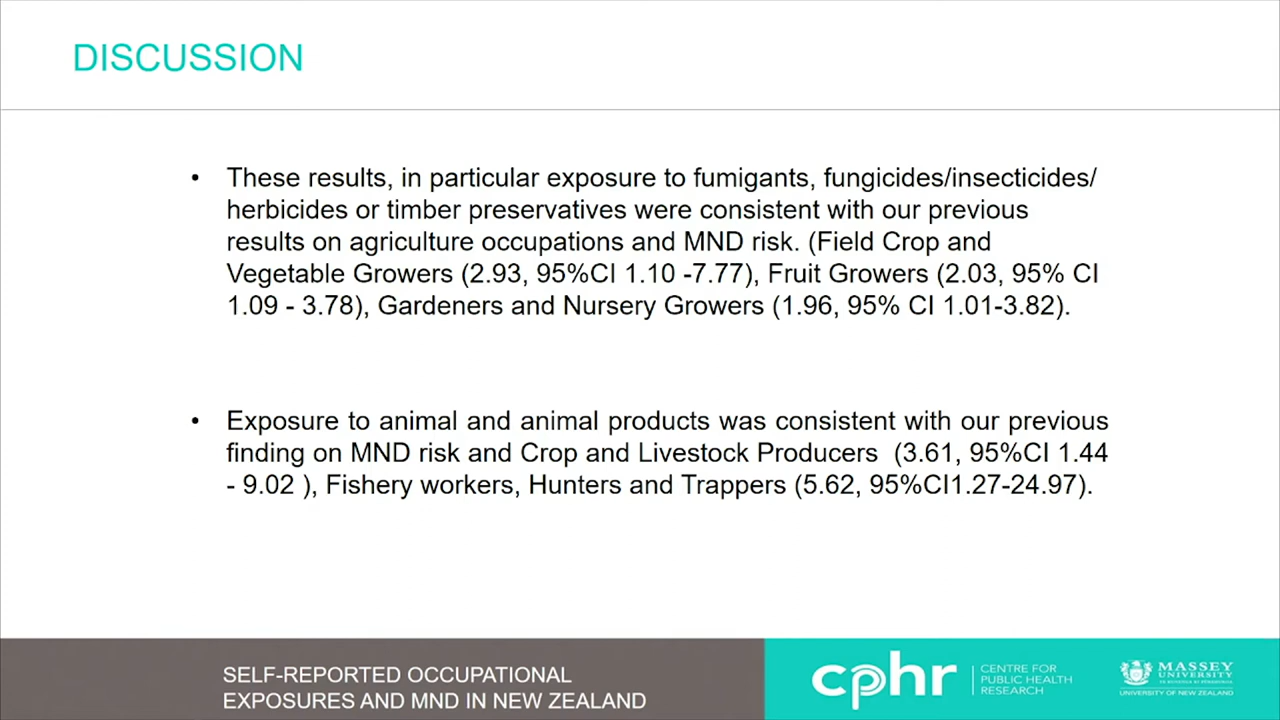 DISCUSSION
• These results, in particular exposure to fumigants, fungicides/insecticides/
herbicides or timber preservatives were consistent with our previous
results on agriculture occupations and MND risk. (Field Crop and
Vegetable Growers (2.93, 95%CI 1.10 -7.77), Fruit Growers (2.03, 95% CI
1.09 - 3.78), Gardeners and Nursery Growers (1.96, 95% CI 1.01-3.82).
• Exposure to animal and animal products was consistent with our previous
finding on MND risk and Crop and Livestock Producers (3.61, 95%CI 1.44
- 9.02 ), Fishery workers, Hunters and Trappers (5.62, 95%CI1.27-24.97).
SELF-REPORTED OCCUPATIONAL
EXPOSURES AND MND IN NEW ZEALAND
cphr
CENTRE FOR
PUBLIC HEALTH
RESEARCH
MASSEY
UNIVERSITY
UNIVERSITY OF NEW ZEALAND